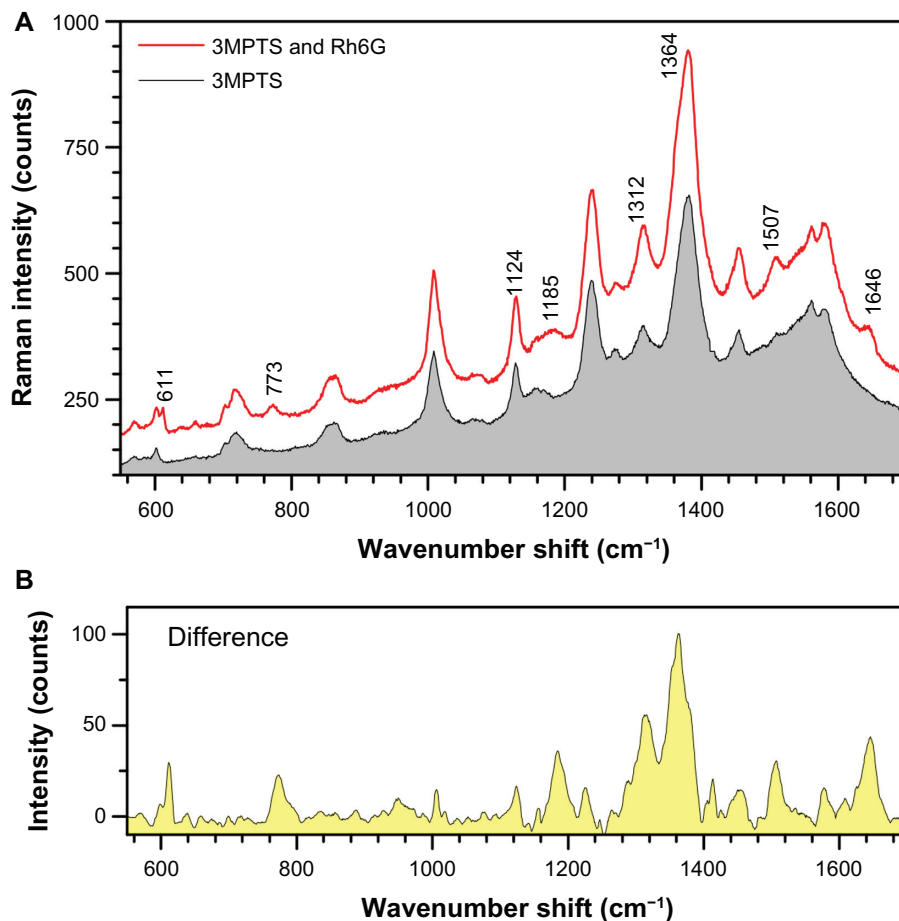 A
1000
3MPTS and Rh6G
3MPTS
1364
750
Raman intensity (counts)
1312
1507
500
1124
1185
1646
611
773
250
600 800 1000 1200 1400 1600
Wavenumber shift (cm⁻¹)
B
100
Difference
Intensity (counts)
50
0
600 800 1000 1200 1400 1600
Wavenumber shift (cm⁻¹)